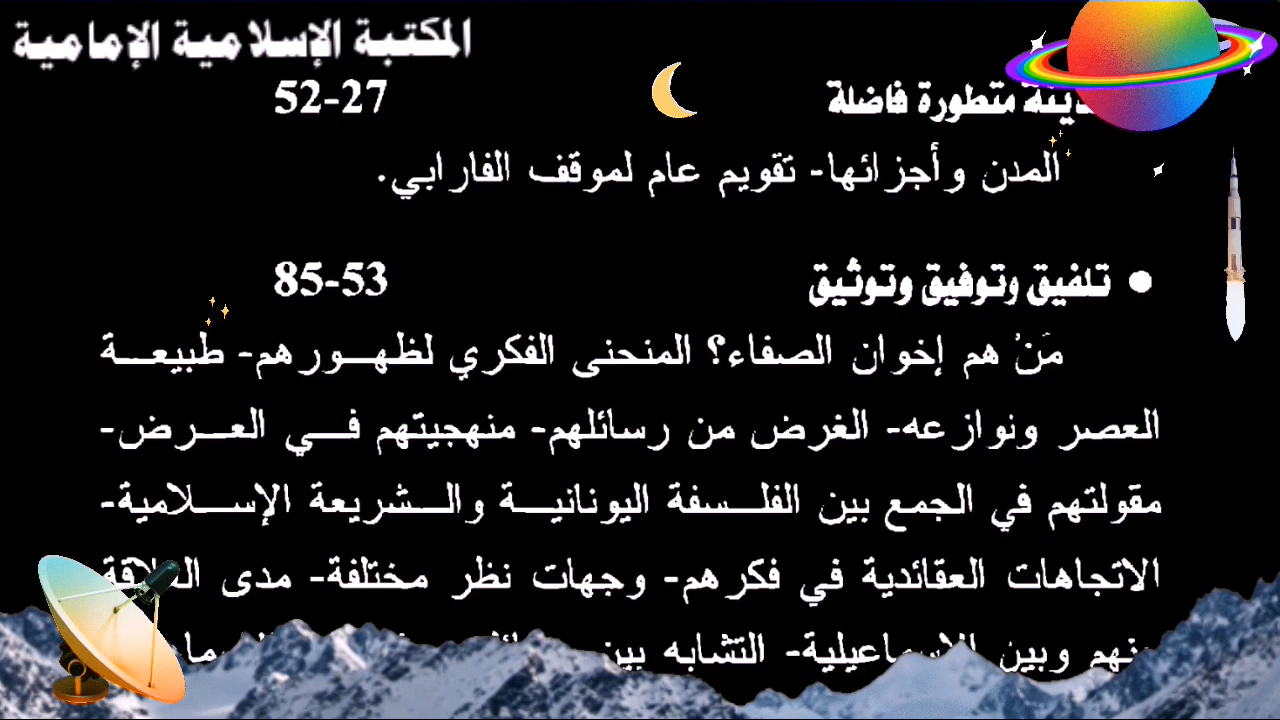 المكتبة الإسلامية الإمامية
متطورة فاضلة 27-52
المدن وأجزائها- تقويم عام لموقف الفارابي.
● تلفيق وتوفيق وتوثيق 53-85
مَنْ هم إخوان الصفاء؟ المنحنى الفكري لظهورهم- طبيعة
العصر ونوازعه- الغرض من رسائلهم- منهجيتهم في العرض-
مقولتهم في الجمع بين الفلسفة اليونانية والشريعة الإسلامية-
الاتجاهات العقائدية في فكرهم- وجهات نظر مختلفة- مدى العلاقة
وبين الإسماعيلية- التشابه بين